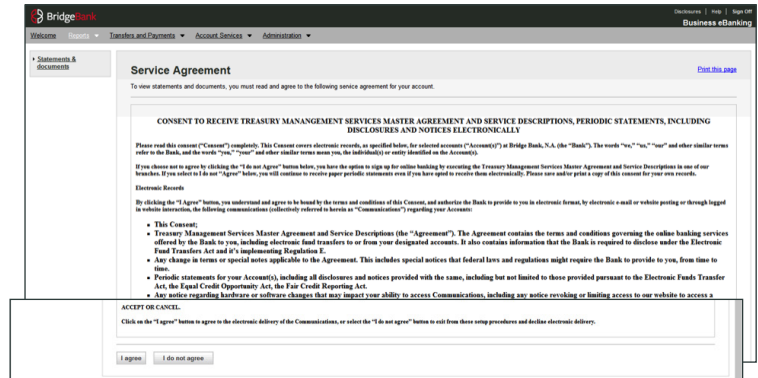 BridgeBank
Disclosures | Help | Sign Off
Business eBanking
Welcome Reports Transfers and Payments Account Services Administration
Statements & documents
Service Agreement
Print this page
To view statements and documents, you must read and agree to the following service agreement for your account.
CONSENT TO RECEIVE TREASURY MANANGEMENT SERVICES MASTER AGREEMENT AND SERVICE DESCRIPTIONS, PERIODIC STATEMENTS, INCLUDING
DISCLOSURES AND NOTICES ELECTRONICALLY
Please read this consent ("Consent") completely. This Consent covers electronic records, as specified below, for selected accounts ("Account(s)") at Bridge Bank, N.A. (the "Bank"). The words "we," "us," "our" and other similar terms
refer to the Bank, and the words "you," "your" and other similar terms mean you, the individual(s) or entity identified on the Account(s).
If you choose not to agree by clicking the "I do not Agree" button below, you have the option to sign up for online banking by executing the Treasury Management Services Master Agreement and Service Descriptions in one of our
branches. If you select to I do not "Agree" below, you will continue to receive paper periodic statements even if you have opted to receive them electronically. Please save and/or print a copy of this consent for your own records.
Electronic Records
By clicking the "I Agree" button, you understand and agree to be bound by the terms and conditions of this Consent, and authorize the Bank to provide to you in electronic format, by electronic e-mail or website posting or through logged
in website interaction, the following communications (collectively referred to herein as "Communications") regarding your Accounts:
• This Consent;
• Treasury Management Services Master Agreement and Service Descriptions (the "Agreement"). The Agreement contains the terms and conditions governing the online banking services
offered by the Bank to you, including electronic fund transfers to or from your designated accounts. It also contains information that the Bank is required to disclose under the Electronic
Fund Transfers Act and it's implementing Regulation E.
• Any change in terms or special notes applicable to the Agreement. This includes special notices that federal laws and regulations might require the Bank to provide to you, from time to
time.
• Periodic statements for your Account(s), including all disclosures and notices provided with the same, including but not limited to those provided pursuant to the Electronic Funds Transfer
Act, the Equal Credit Opportunity Act, the Fair Credit Reporting Act.
• Any notice regarding hardware or software changes that may impact your ability to access Communications, including any notice revoking or limiting access to our website to access a
ACCEPT OR CANCEL.
Click on the "I agree" button to agree to the electronic delivery of the Communications, or select the "I do not agree" button to exit from these setup procedures and decline electronic delivery.
I agree I do not agree